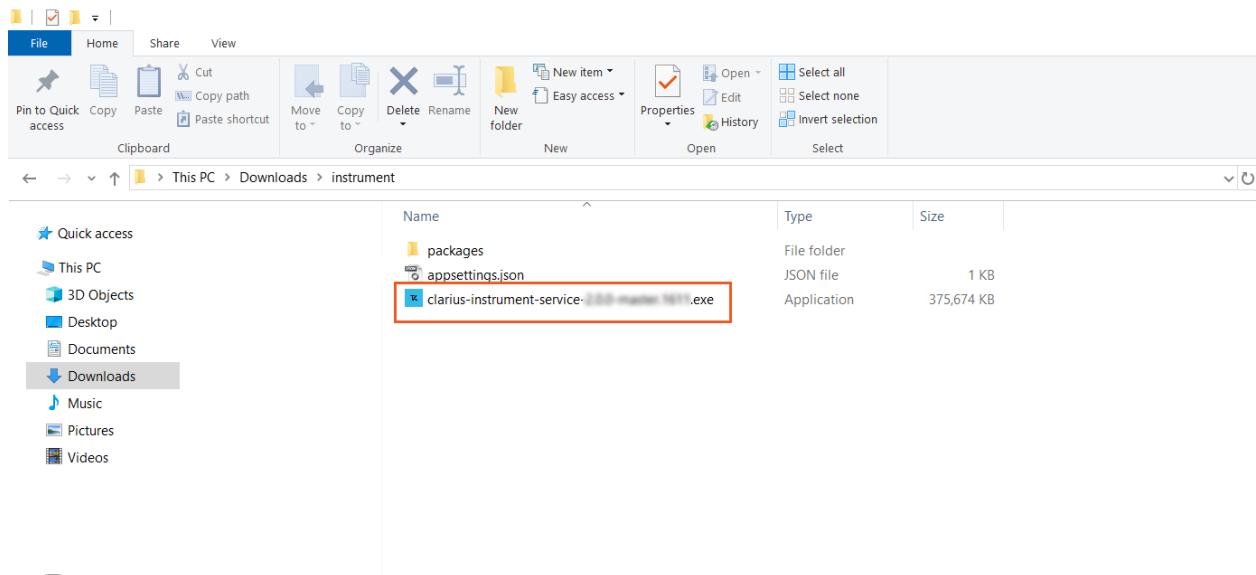 File Home Share View
Cut
Copy path
Paste shortcut
Pin to Quick access
Copy
Paste
Clipboard
Move to
Copy to
Delete
Rename
Organize
New folder
New item
Easy access
New
Properties
Open
Edit
History
Open
Select all
Select none
Invert selection
Select
This PC > Downloads > instrument
Quick access
This PC
3D Objects
Desktop
Documents
Downloads
Music
Pictures
Videos
Name Type Size
packages File folder
appsettings.json JSON file 1 KB
clarius-instrument-service- .exe Application 375,674 KB